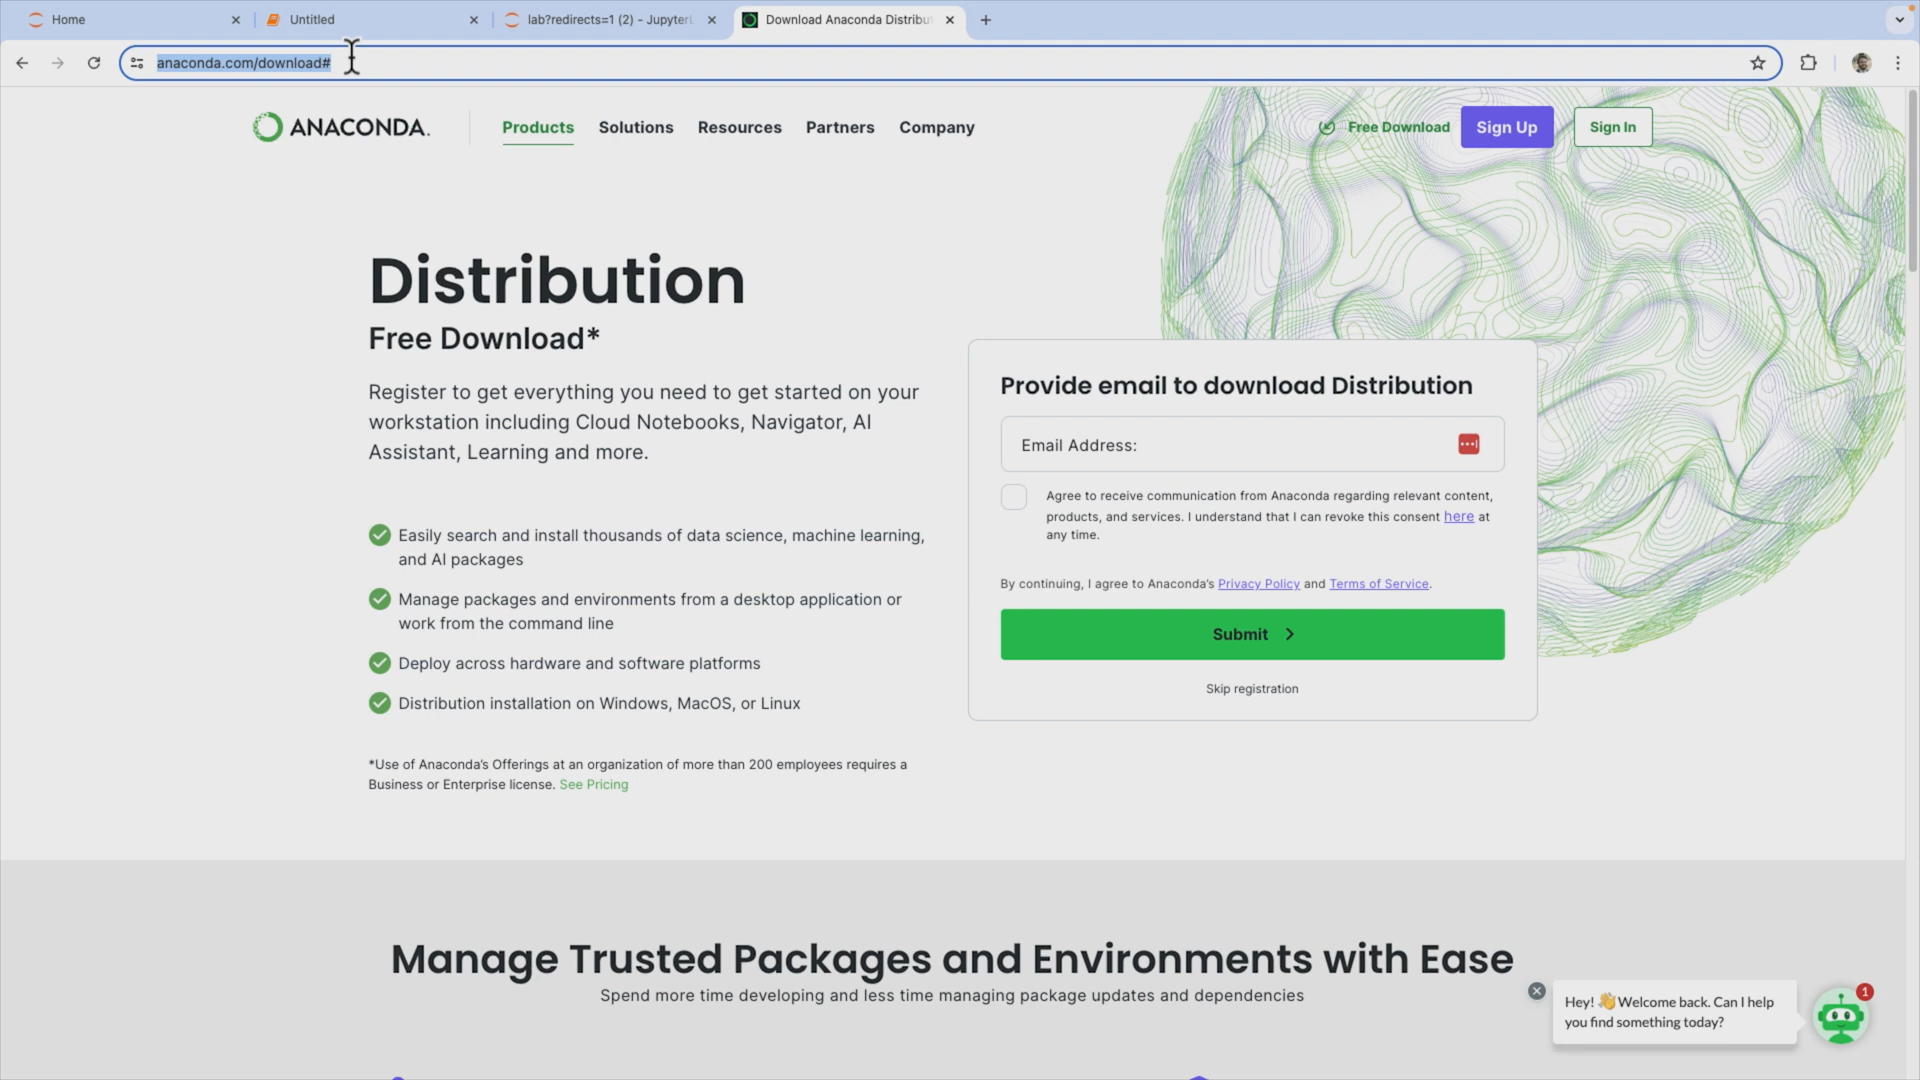 Home
Untitled
lab?redirects=1 (2) - Jupyter
Download Anaconda Distribu
anaconda.com/download#
ANACONDA.
Products
Solutions
Resources
Partners
Company
Free Download
Sign Up
Sign In
Distribution
Free Download*
Register to get everything you need to get started on your
workstation including Cloud Notebooks, Navigator, AI
Assistant, Learning and more.
Easily search and install thousands of data science, machine learning,
and AI packages
Manage packages and environments from a desktop application or
work from the command line
Deploy across hardware and software platforms
Distribution installation on Windows, MacOS, or Linux
*Use of Anaconda's Offerings at an organization of more than 200 employees requires a
Business or Enterprise license. See Pricing
Provide email to download Distribution
Email Address:
Agree to receive communication from Anaconda regarding relevant content,
products, and services. I understand that I can revoke this consent here at
any time.
By continuing, I agree to Anaconda's Privacy Policy and Terms of Service.
Submit
Skip registration
Manage Trusted Packages and Environments with Ease
Spend more time developing and less time managing package updates and dependencies
Hey! 👋 Welcome back. Can I help
you find something today?
1